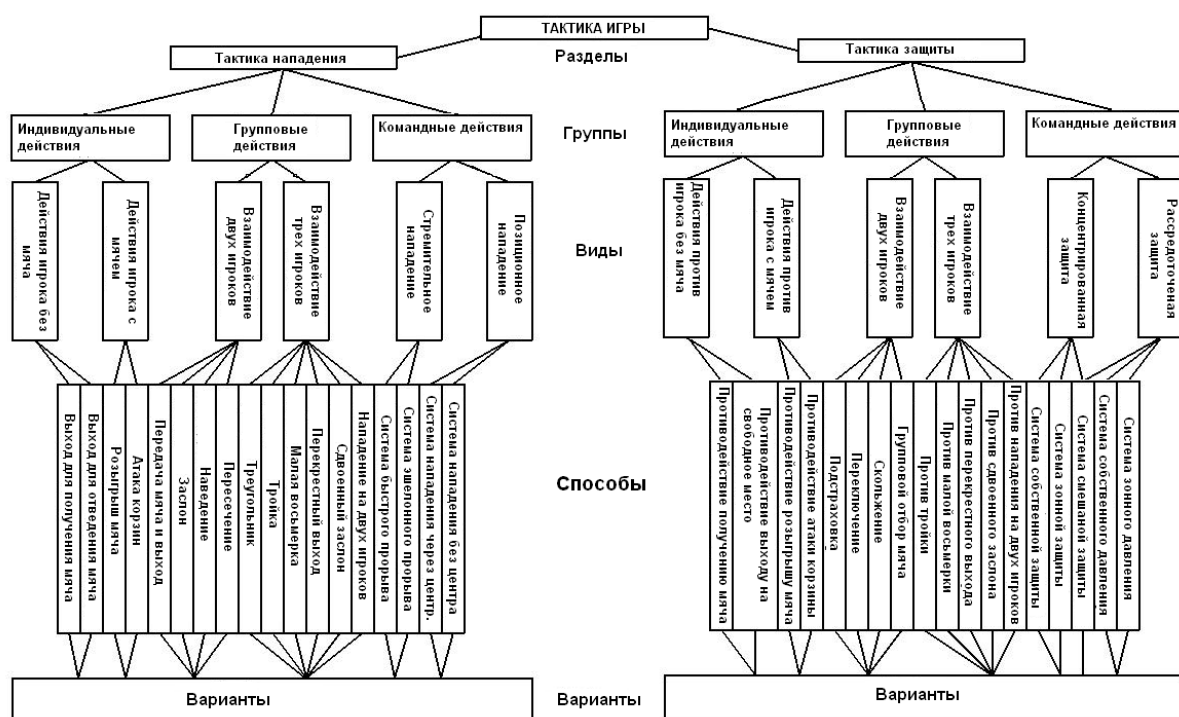 ТАКТИКА ИГРЫ
Тактика нападения
Разделы
Тактика защиты
Индивидуальные
действия
Групповые
действия
Командные действия
Группы
Индивидуальные
действия
Групповые
действия
Командные действия
Действия игрока без
мяча
Действия игрока с
мячем
Взаимодействие
двух игроков
Взаимодействие
трех игроков
Стремительное
нападение
Позиционное
нападение
Виды
Действия против
игрока без мяча
Действия против
игрока с мячем
Взаимодействие
двух игроков
Взаимодействие
трех игроков
Концентрированная
защита
Рассредоточеная
защита
Выход для получения мяча
Выход для отведения мяча
Розыгрыш мяча
Атака корзин
Передача мяча и выход
Заслон
Наведение
Пересечение
Треугольник
Тройка
Малая восьмерка
Перекрестный выход
Сдвоенный заслон
Нападение на двух игроков
Система быстрого прорыва
Система эшелонного прорыва
Система нападения через центр.
Система нападения без центра
Способы
Противодействие получению мяча
Противодействие выходу на
свободное место
Противодействие розыгрышу мяча
Противодействие атаки корзины
Подстраховка
Переключение
Скольжение
Групповой отбор мяча
Против тройки
Против малой восьмерки
Против перекрестного выхода
Против сдвоенного заслона
Против нападения на двух игроков
Система собственной защиты
Система зонной защиты
Система смешаной защиты
Система собственного давления
Система зонного давления
Варианты
Варианты
Варианты